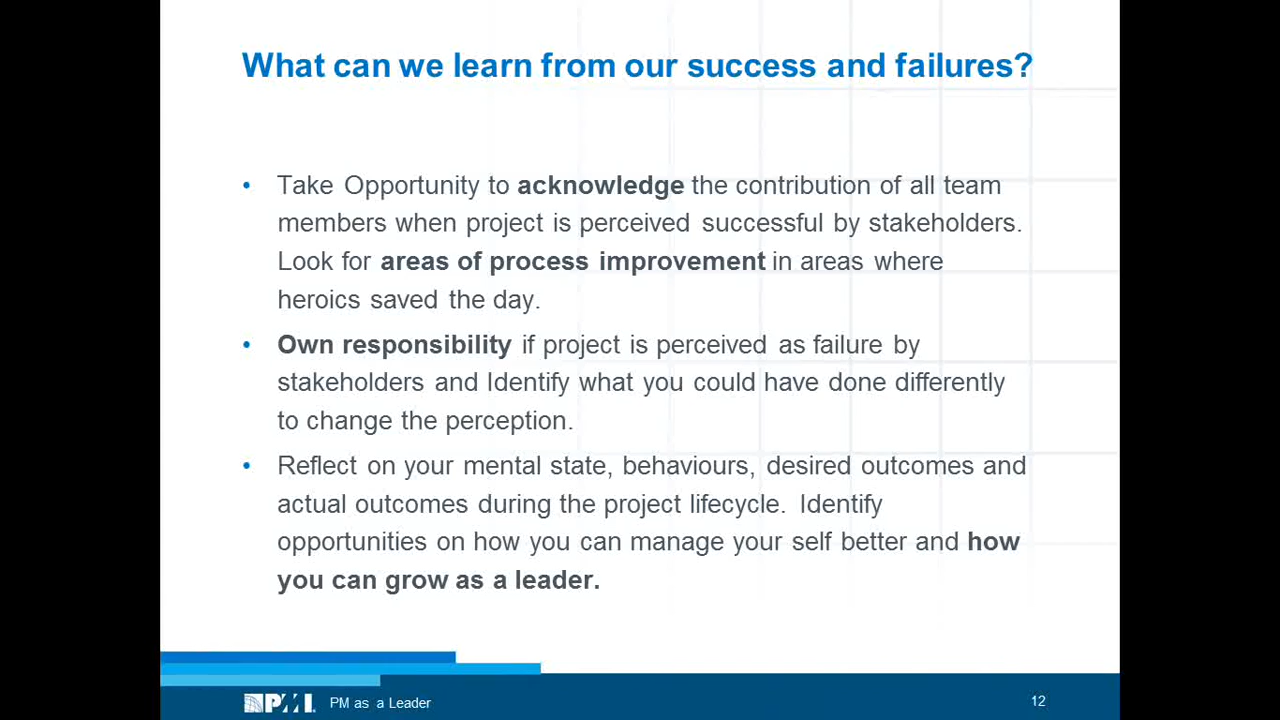 What can we learn from our success and failures?
• Take Opportunity to acknowledge the contribution of all team
members when project is perceived successful by stakeholders.
Look for areas of process improvement in areas where
heroics saved the day.
• Own responsibility if project is perceived as failure by
stakeholders and Identify what you could have done differently
to change the perception.
• Reflect on your mental state, behaviours, desired outcomes and
actual outcomes during the project lifecycle. Identify
opportunities on how you can manage your self better and how
you can grow as a leader.
PMI PM as a Leader
12